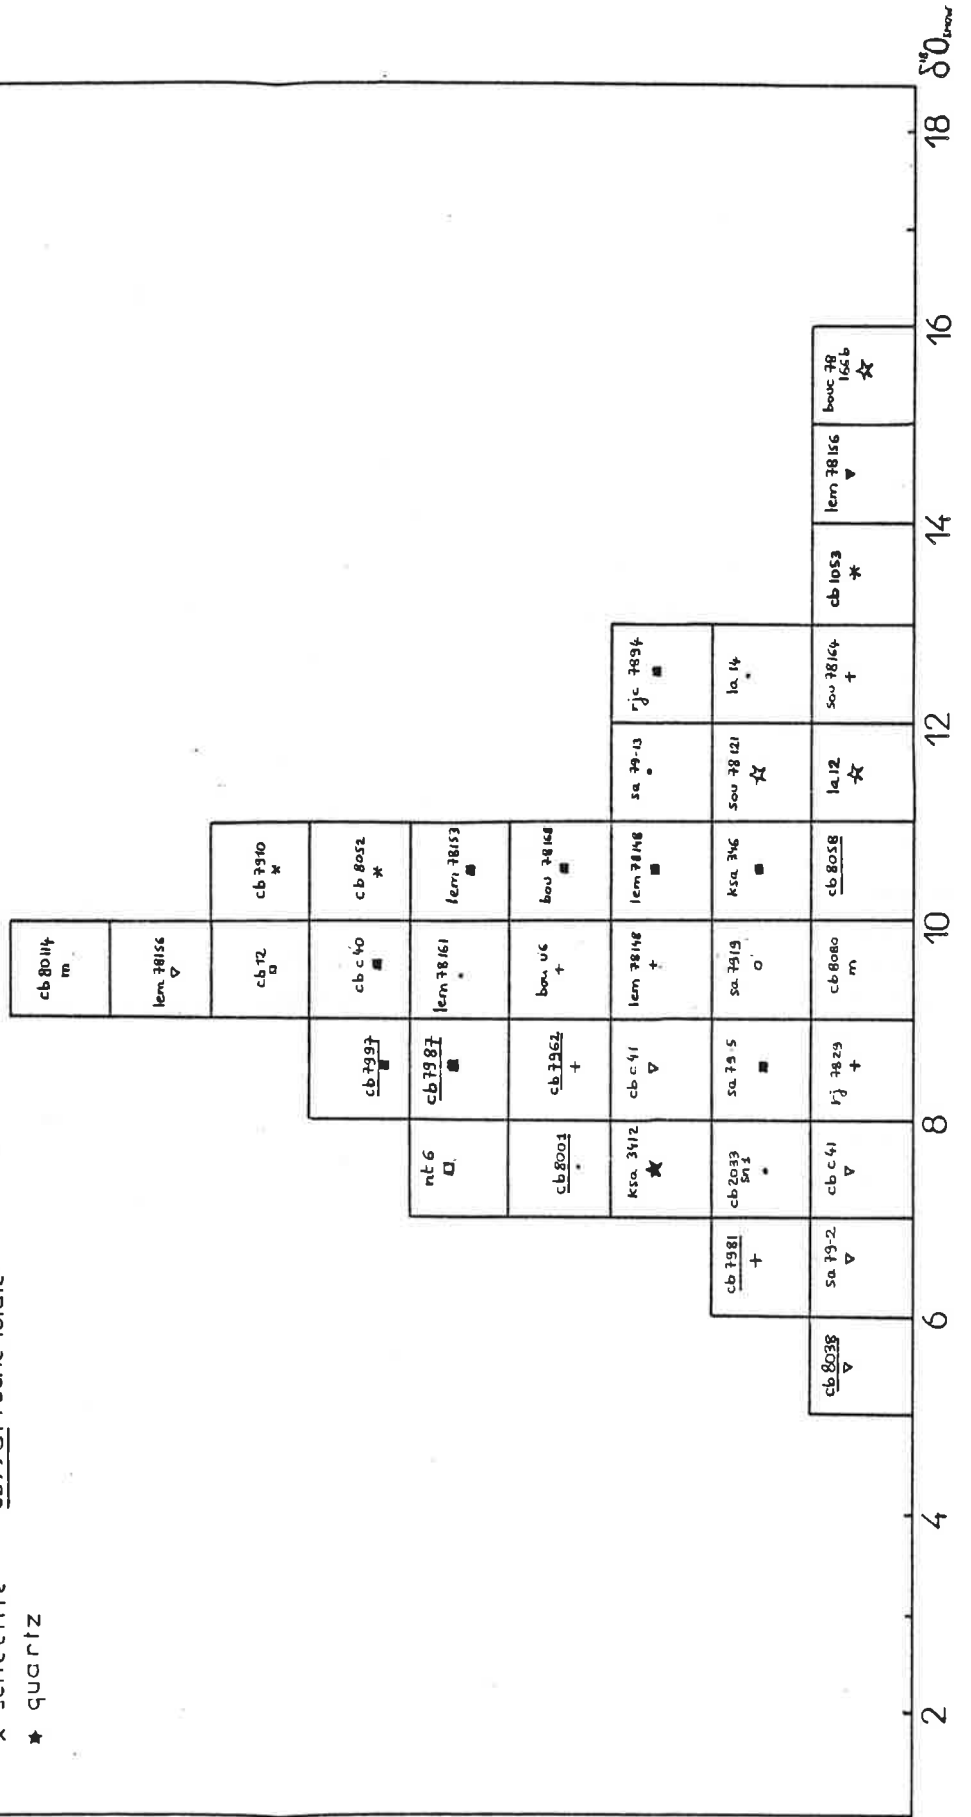 ★ quartz
cb 80114
m
lem 78156
cb 7910
cb 12
cb 8052
cb c 40
cb 7997
lem 78153
lem 78161
cb 7987
nt 6
bou 78168
bou u6
cb 7962
cb 8001
rjc 7894
sa 79-13
lem 78148
lem 78148
cb c 41
ksa 3412
la 14
sou 78121
ksa 346
sa 7919
sa 79-5
cb 2033
sn 1
cb 7981
bouc 78
166b
lem 78156
cb 1053
sou 78164
la 12
cb 8058
cb 8080
m
rj 7829
cb c 41
sa 79-2
cb 8038
2 4 6 8 10 12 14 16 18 δ¹⁸O SMOW